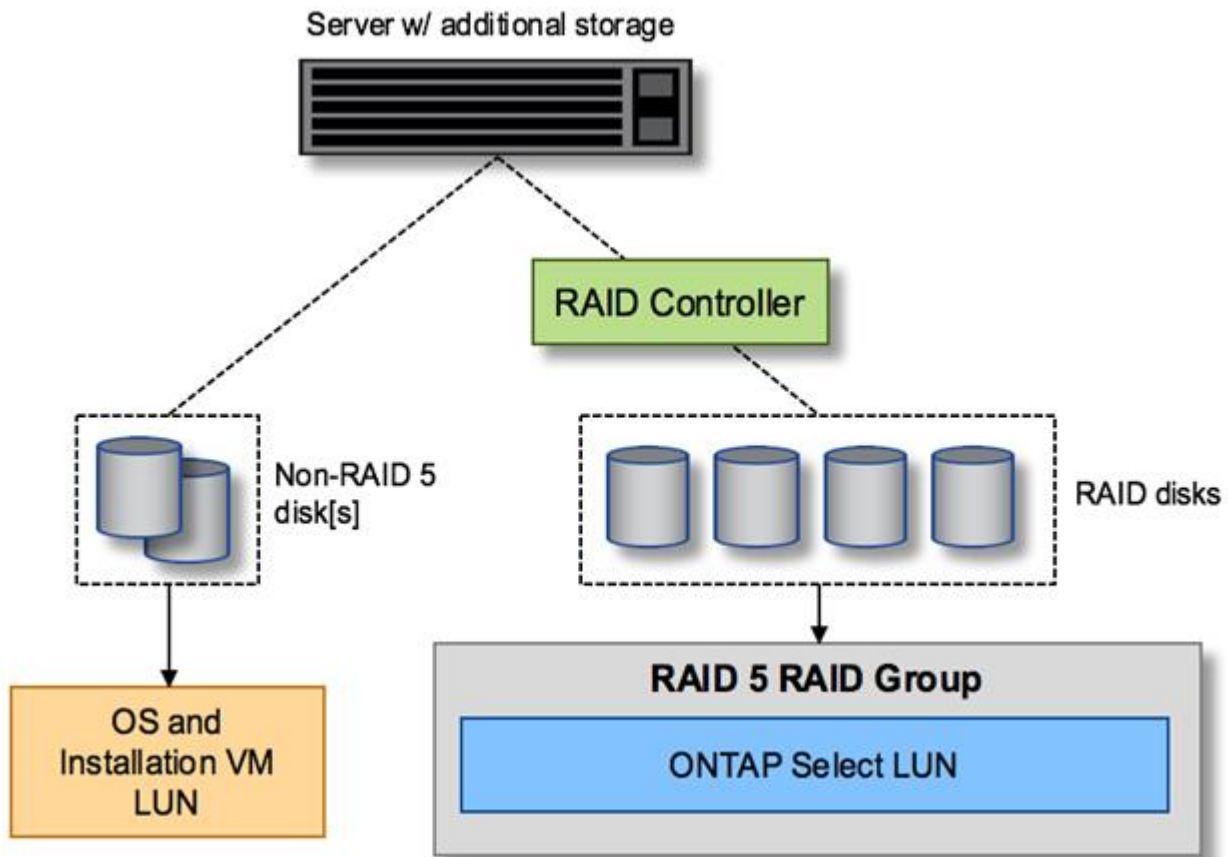 Server w/ additional storage
RAID Controller
Non-RAID 5
disk[s]
RAID disks
OS and
Installation VM
LUN
RAID 5 RAID Group
ONTAP Select LUN